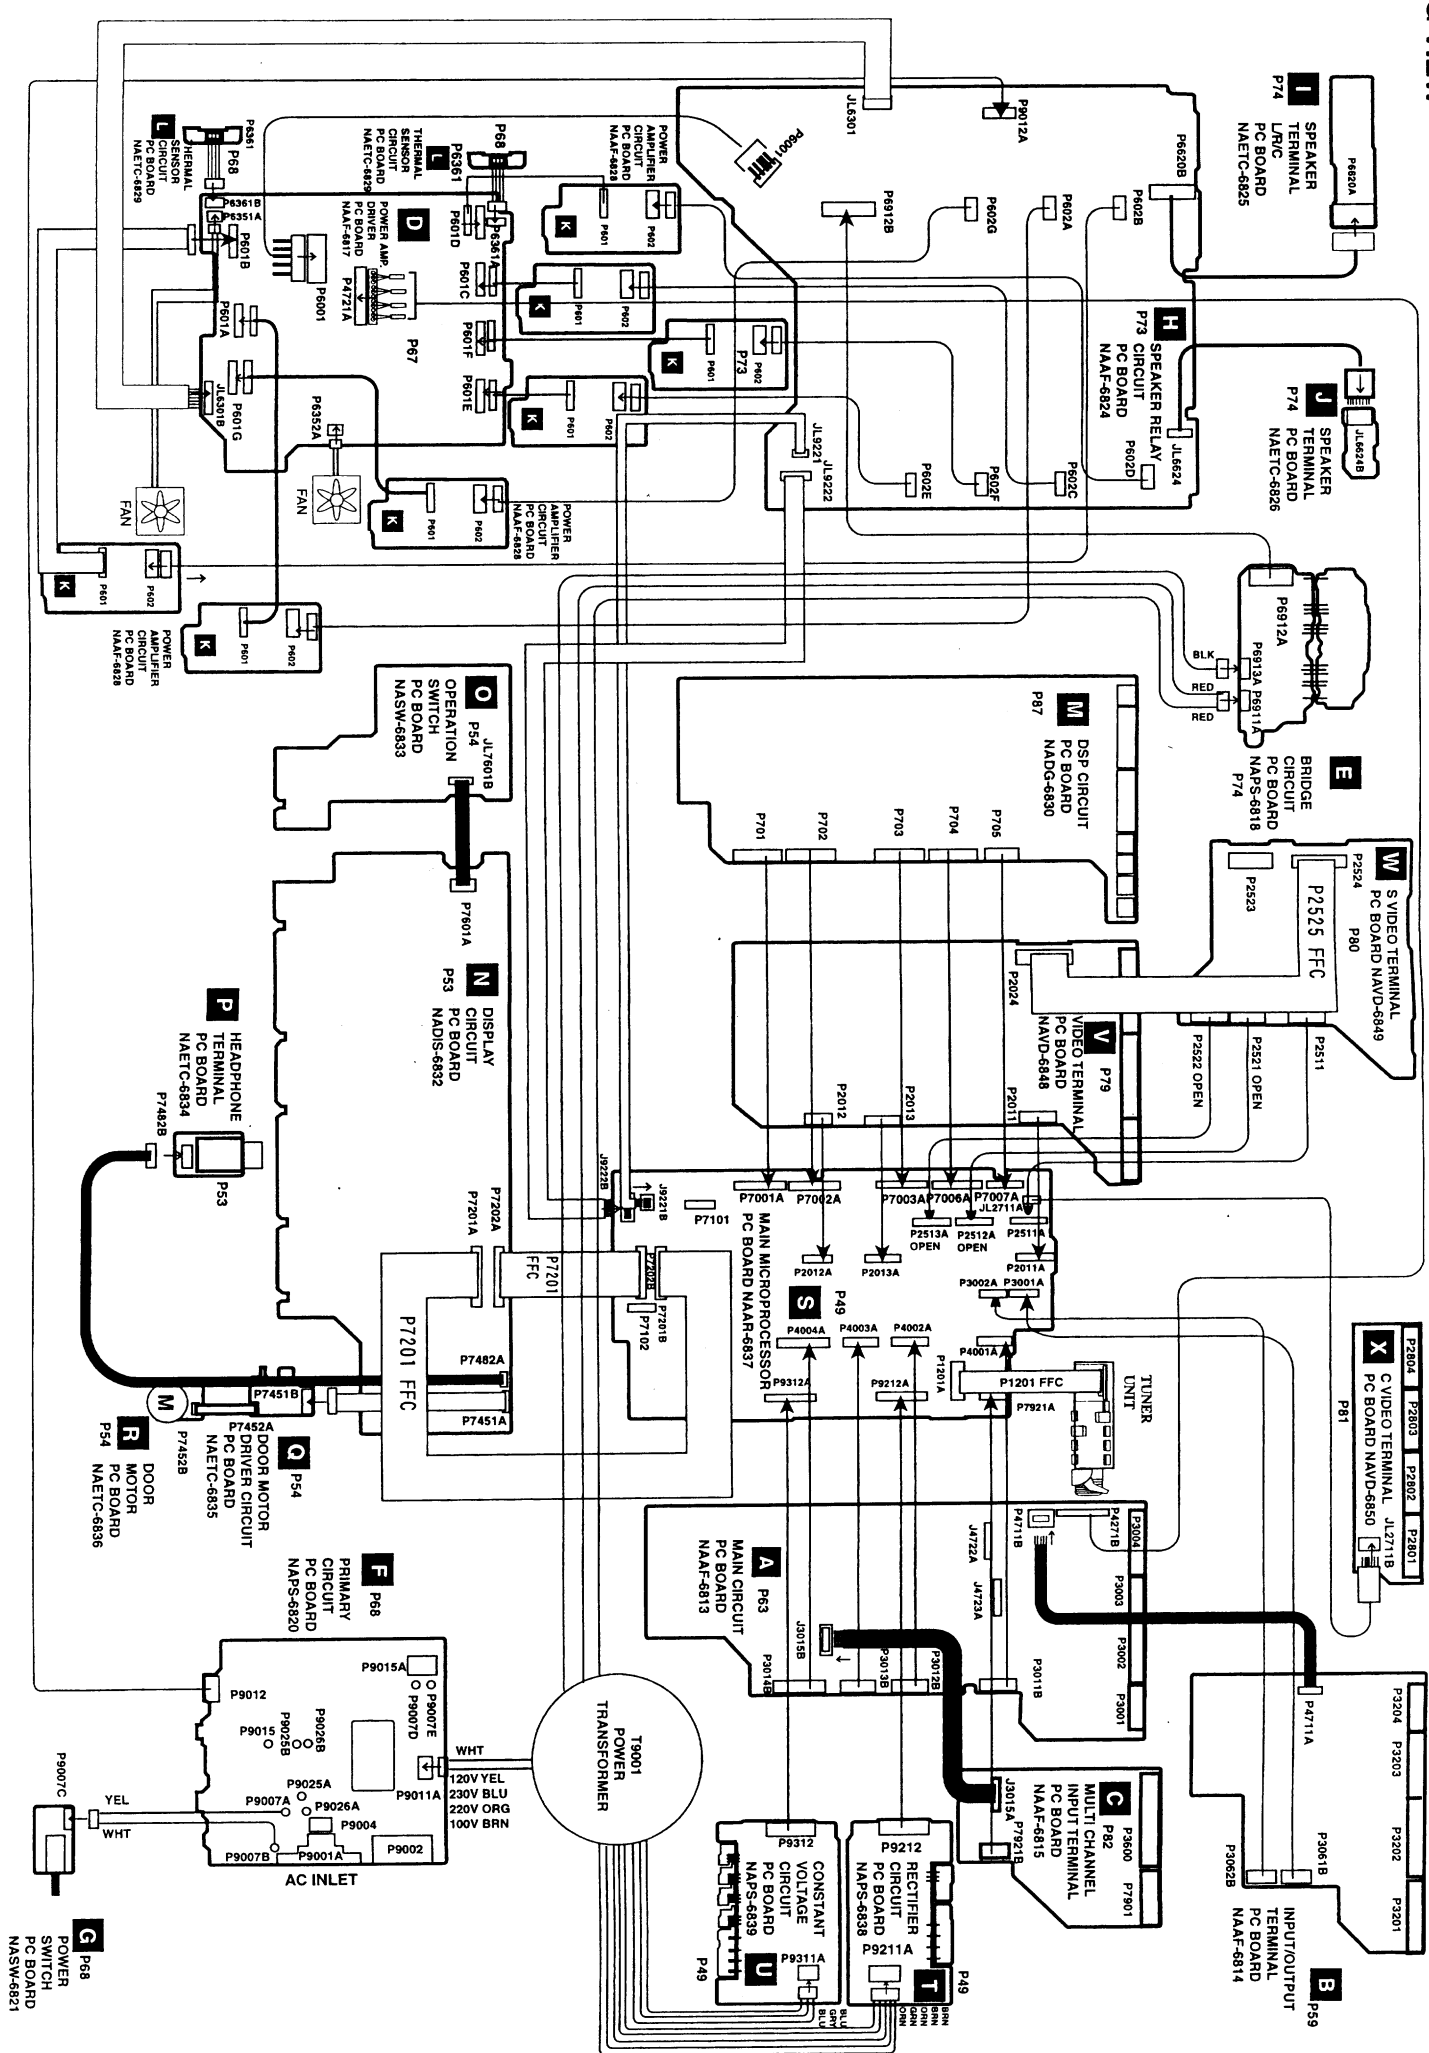 I
SPEAKER
TERMINAL
L/R/C
PC BOARD
NAETC-6825
P74
P6620A
J
SPEAKER
TERMINAL
PC BOARD
NAETC-6826
P74
JL6624B
H
SPEAKER RELAY
CIRCUIT
PC BOARD
NAAF-6824
P73
P6620B
P602B
P602A
P602G
P6912B
P9012A
JL6301
P6001
JL6624
P602D
P602C
P602F
P602E
JL9221
JL9222
E
BRIDGE
CIRCUIT
PC BOARD
NAPS-6818
P74
P6912A
P6913A
P6911A
BLK
RED
RED
W
S VIDEO TERMINAL
PC BOARD NAVD-6849
P80
P2524
P2523
P2525 FFC
P2511
P2521 OPEN
P2522 OPEN
X
C VIDEO TERMINAL
PC BOARD NAVD-6850
P81
P2804
P2803
P2802
P2801
JL2711B
B
P59
INPUT/OUTPUT
TERMINAL
PC BOARD
NAAF-6814
P3204
P3203
P3202
P3201
P4711A
P3061B
P3062B
L
THERMAL
SENSOR
CIRCUIT
PC BOARD
NAETC-6829
P6361
P68
L
THERMAL
SENSOR
CIRCUIT
PC BOARD
NAETC-6829
P6361
P68
D
POWER AMP.
DRIVER
PC BOARD
NAAF-6817
P67
P6361B
P6351A
P601B
P6001
P4721A
P601D
P6361A
P601C
P601F
P601E
P601A
JL6301B
P601G
P6352A
FAN
FAN
POWER
AMPLIFIER
CIRCUIT
PC BOARD
NAAF-6828
K
P601
P602
K
P601
P602
K
P601
P602
P73
K
P601
P602
K
P601
P602
POWER
AMPLIFIER
CIRCUIT
PC BOARD
NAAF-6828
K
P601
P602
K
P601
P602
POWER
AMPLIFIER
CIRCUIT
PC BOARD
NAAF-6828
M
DSP CIRCUIT
PC BOARD
NADG-6830
P87
P701
P702
P703
P704
P705
V
P79
VIDEO TERMINAL
PC BOARD
NAVD-6848
P2024
P2012
P2013
P2011
S
P49
MAIN MICROPROCESSOR
PC BOARD NAAR-6837
P7001A
P7002A
P7003A
P7006A
P7007A
JL2711A
P2513A
OPEN
P2512A
OPEN
P2511A
P2012A
P2013A
P2011A
P3002A
P3001A
P4004A
P4003A
P4002A
P4001A
P9312A
P9212A
P1201A
P1201 FFC
P7921A
TUNER
UNIT
J9222B
J9221B
P7101
P7202B
P7201B
P7102
O
OPERATION
SWITCH
PC BOARD
NASW-6833
P54
JL7601B
N
DISPLAY
CIRCUIT
PC BOARD
NADIS-6832
P53
P7601A
P7201A
P7202A
P7201
FFC
P7201 FFC
P7482A
P7451A
P
HEADPHONE
TERMINAL
PC BOARD
NAETC-6834
P53
P7482B
Q
P54
DOOR MOTOR
DRIVER CIRCUIT
PC BOARD
NAETC-6835
P7451B
P7452A
P7452B
M
R
DOOR
MOTOR
PC BOARD
NAETC-6836
P54
A
P63
MAIN CIRCUIT
PC BOARD
NAAF-6813
P4711B
P4271B
P3004
P3003
P3002
P3001
J4722A
J4723A
J3015B
P3014B
P3013B
P3012B
P3011B
C
P82
MULTI CHANNEL
INPUT TERMINAL
PC BOARD
NAAF-6815
J3015A
P7921B
P3600
P7901
F
P68
PRIMARY
CIRCUIT
PC BOARD
NAPS-6820
P9015A
P9007E
P9007D
P9012
P9015
P9025B
P9026B
P9025A
P9007A
P9026A
P9004
P9011A
P9007B
P9001A
P9002
AC INLET
WHT
120V YEL
230V BLU
220V ORG
100V BRN
T9001
POWER
TRANSFORMER
G
P68
POWER
SWITCH
PC BOARD
NASW-6821
P9007C
YEL
WHT
U
CONSTANT
VOLTAGE
CIRCUIT
PC BOARD
NAPS-6839
P9312
P9311A
P49
BLU
GRY
BLU
T
RECTIFIER
CIRCUIT
PC BOARD
NAPS-6838
P9212
P9211A
P49
BRN
BRN
ORN
GRN
ORN